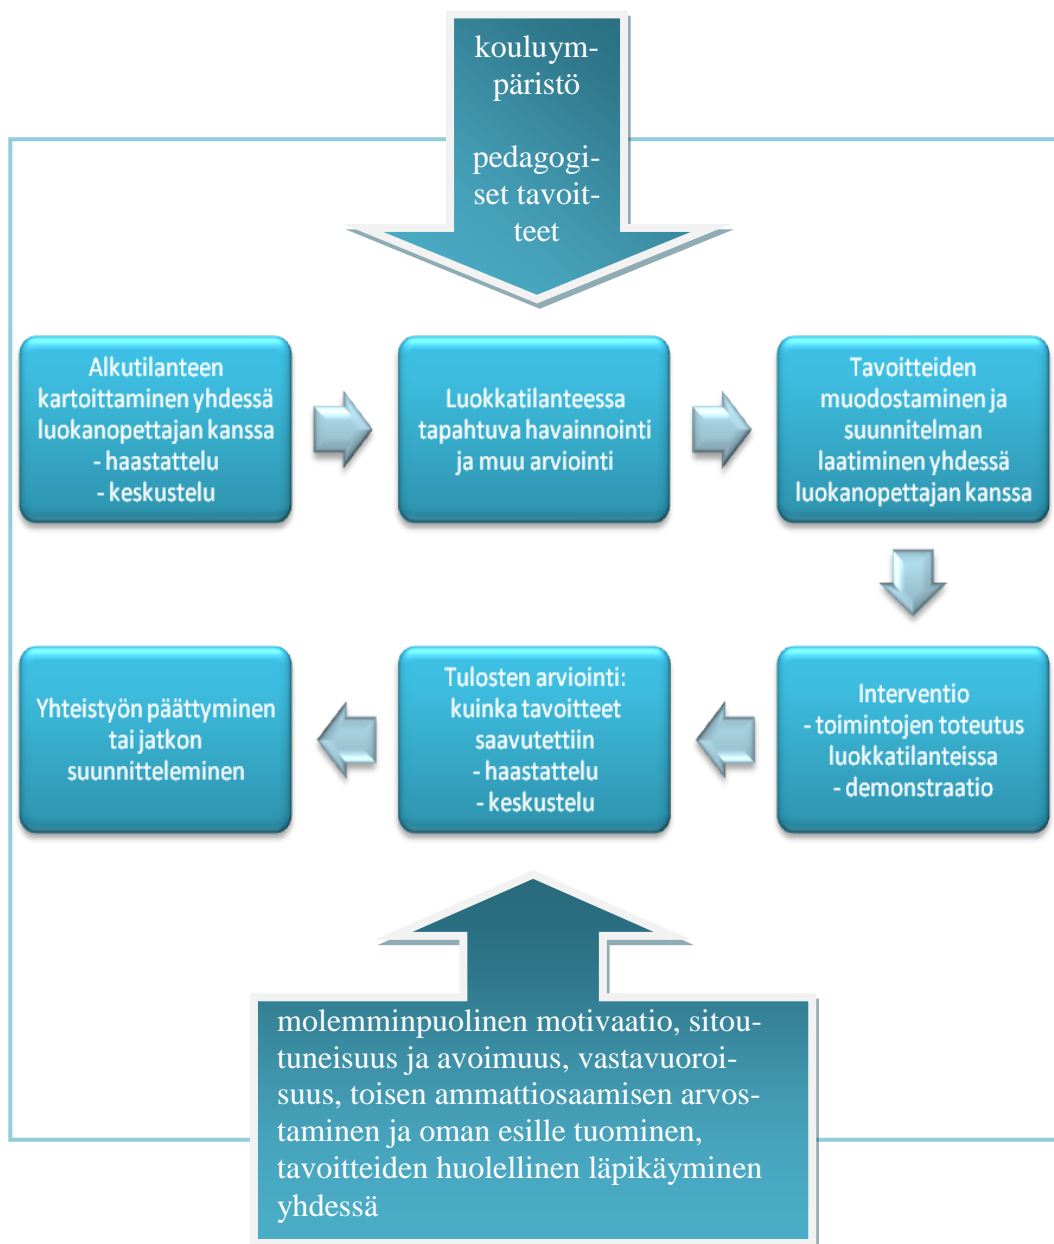 kouluym-
päristö
pedagogi-
set tavoit-
teet
Alkutilanteen
kartoittaminen yhdessä
luokanopettajan kanssa
- haastattelu
- keskustelu
Luokkatilanteessa
tapahtuva havainnointi
ja muu arviointi
Tavoitteiden
muodostaminen ja
suunnitelman
laatiminen yhdessä
luokanopettajan kanssa
Interventio
- toimintojen toteutus
luokkatilanteissa
- demonstraatio
Tulosten arviointi:
kuinka tavoitteet
saavutettiin
- haastattelu
- keskustelu
Yhteistyön päättyminen
tai jatkon
suunnitteleminen
molemminpuolinen motivaatio, sitou-
tuneisuus ja avoimuus, vastavuoroi-
suus, toisen ammattiosaamisen arvos-
taminen ja oman esille tuominen,
tavoitteiden huolellinen läpikäyminen
yhdessä